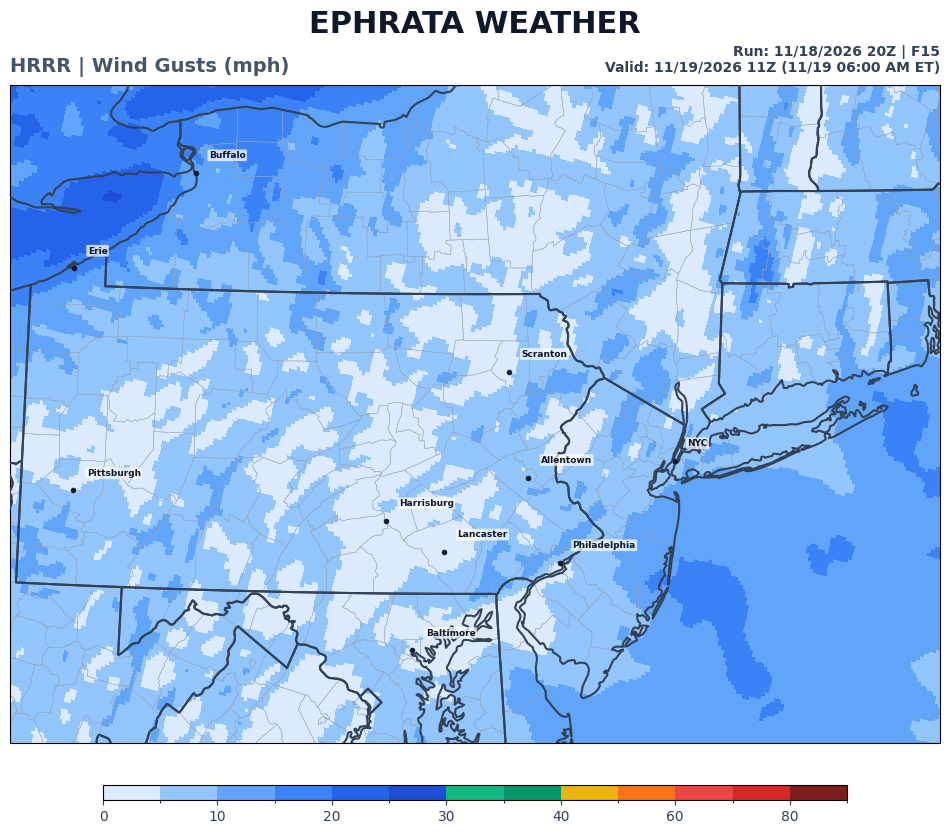 EPHRATA WEATHER
HRRR | Wind Gusts (mph)
Run: 11/18/2026 20Z | F15
Valid: 11/19/2026 11Z (11/19 06:00 AM ET)
Buffalo
Erie
Scranton
NYC
Allentown
Pittsburgh
Harrisburg
Lancaster
Philadelphia
Baltimore
0 10 20 30 40 50 60 70 80